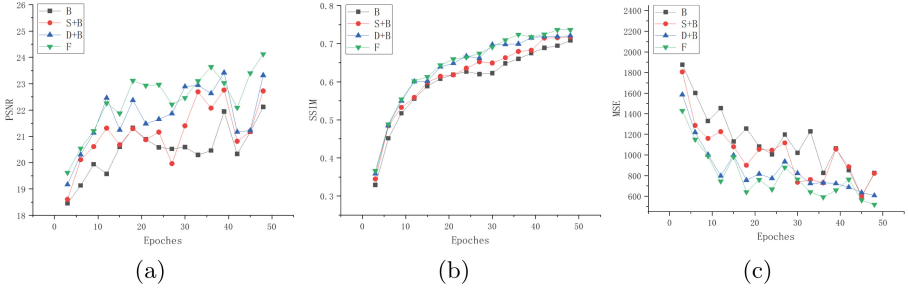 26
25
24
23
22
21
20
19
18
PSNR
B
S+B
D+B
F
0 10 20 30 40 50
Epoches
(a)
0.8
0.7
0.6
0.5
0.4
0.3
SSIM
B
S+B
D+B
F
0 10 20 30 40 50
Epoches
(b)
2400
2200
2000
1800
1600
1400
1200
1000
800
600
MSE
B
S+B
D+B
F
0 10 20 30 40 50
Epoches
(c)